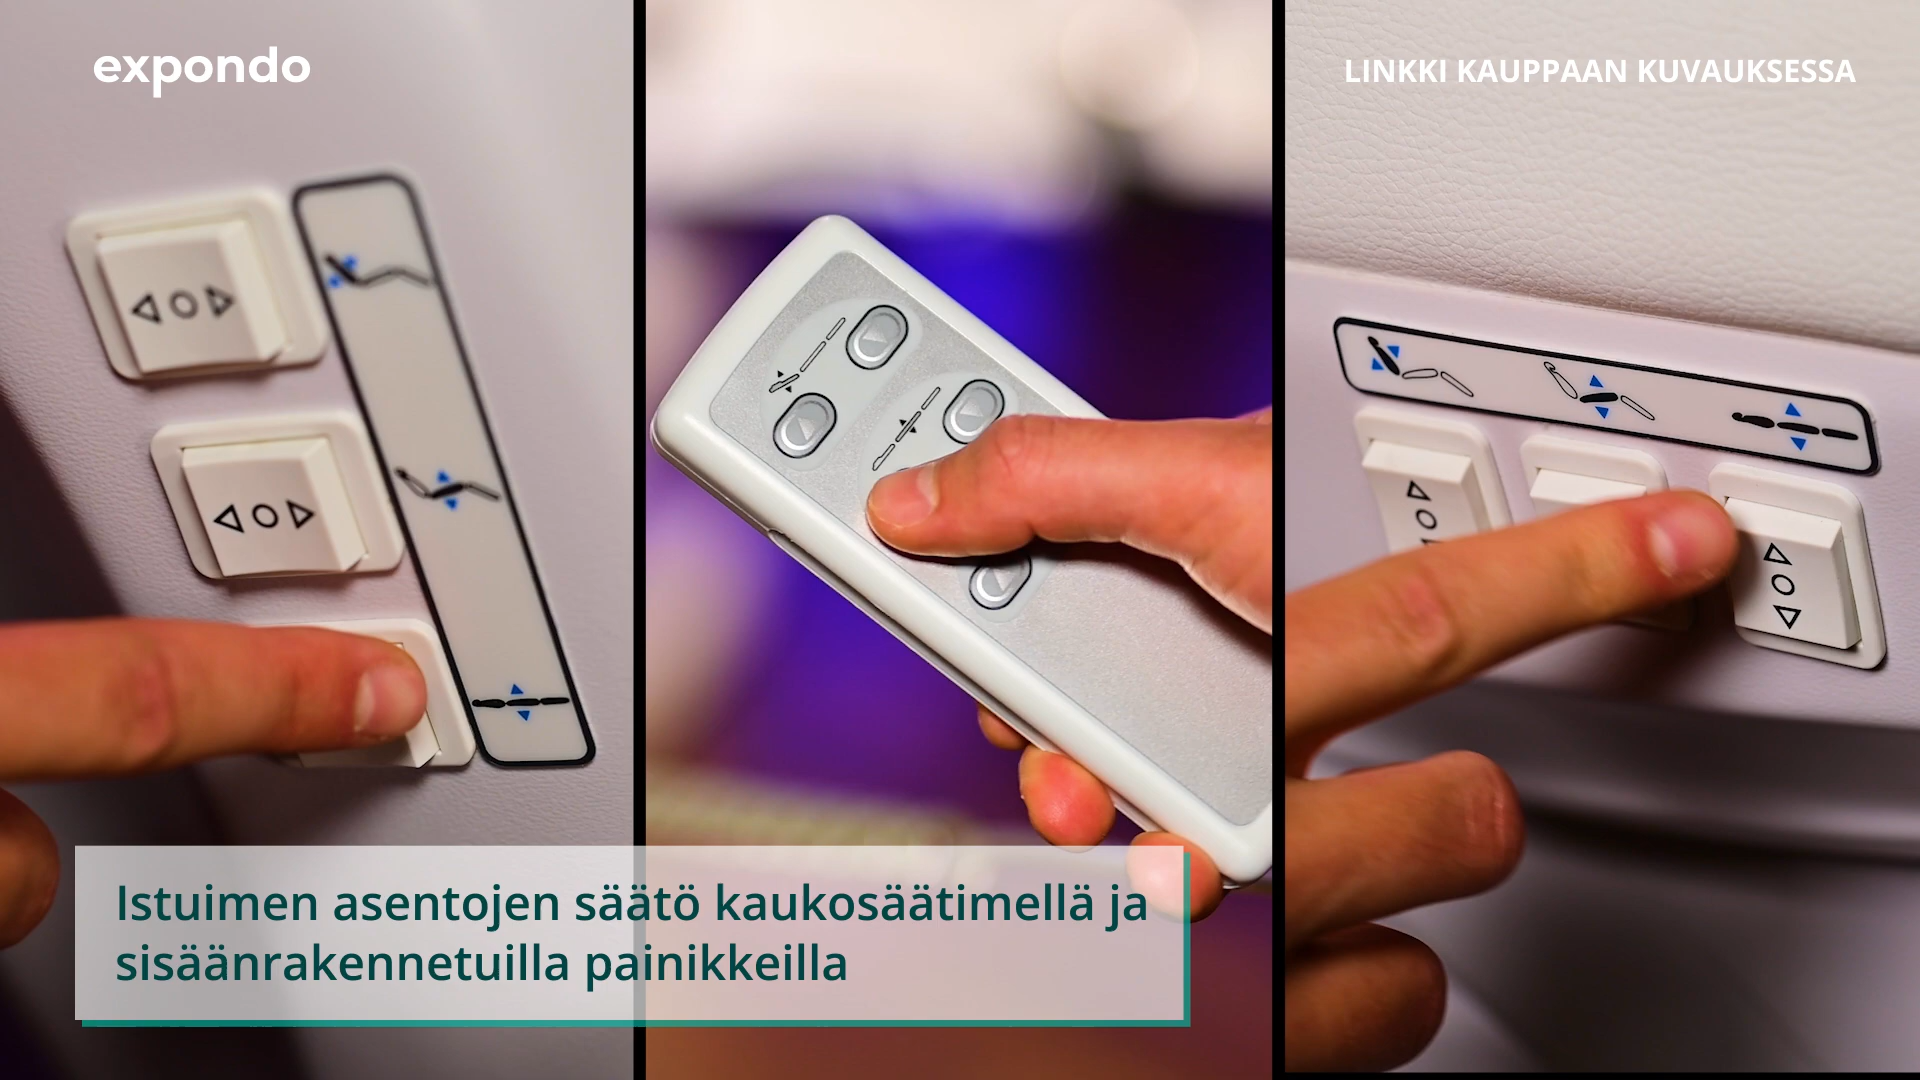 expondo
LINKKI KAUPPAAN KUVAUKSESSA
Istuimen asentojen säätö kaukosäätimellä ja
sisäänrakennetuilla painikkeilla